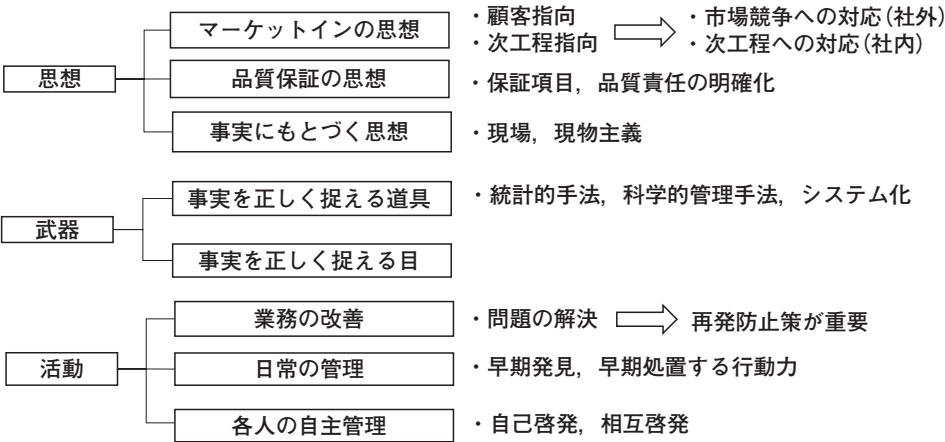 マーケットインの思想
・顧客指向
・市場競争への対応(社外)
・次工程指向
・次工程への対応(社内)
思想
品質保証の思想
・保証項目，品質責任の明確化
事実にもとづく思想
・現場，現物主義
事実を正しく捉える道具
・統計的手法，科学的管理手法，システム化
武器
事実を正しく捉える目
業務の改善
・問題の解決
再発防止策が重要
活動
日常の管理
・早期発見，早期処置する行動力
各人の自主管理
・自己啓発，相互啓発